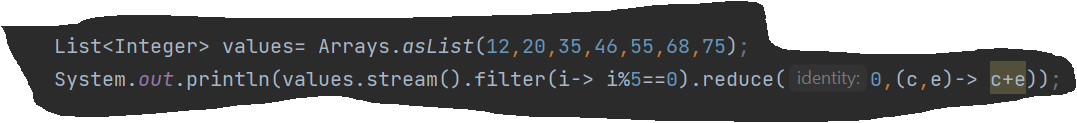 List<Integer> values= Arrays.asList(12,20,35,46,55,68,75);
System.out.println(values.stream().filter(i-> i%5==0).reduce( identity: 0,(c,e)-> c+e));